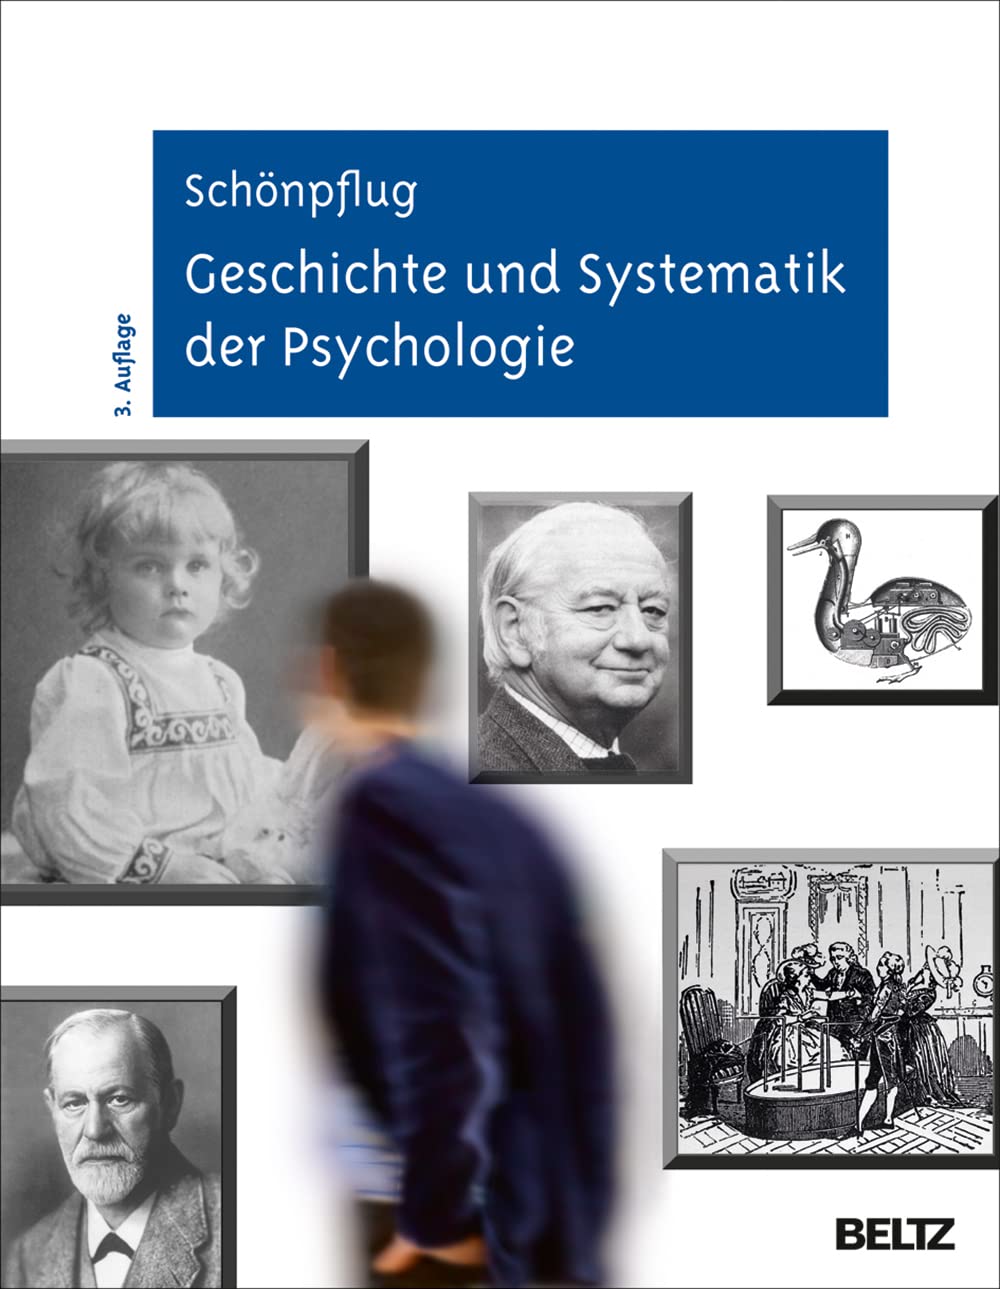 Schönpflug
Geschichte und Systematik
der Psychologie
3. Auflage
BELTZ